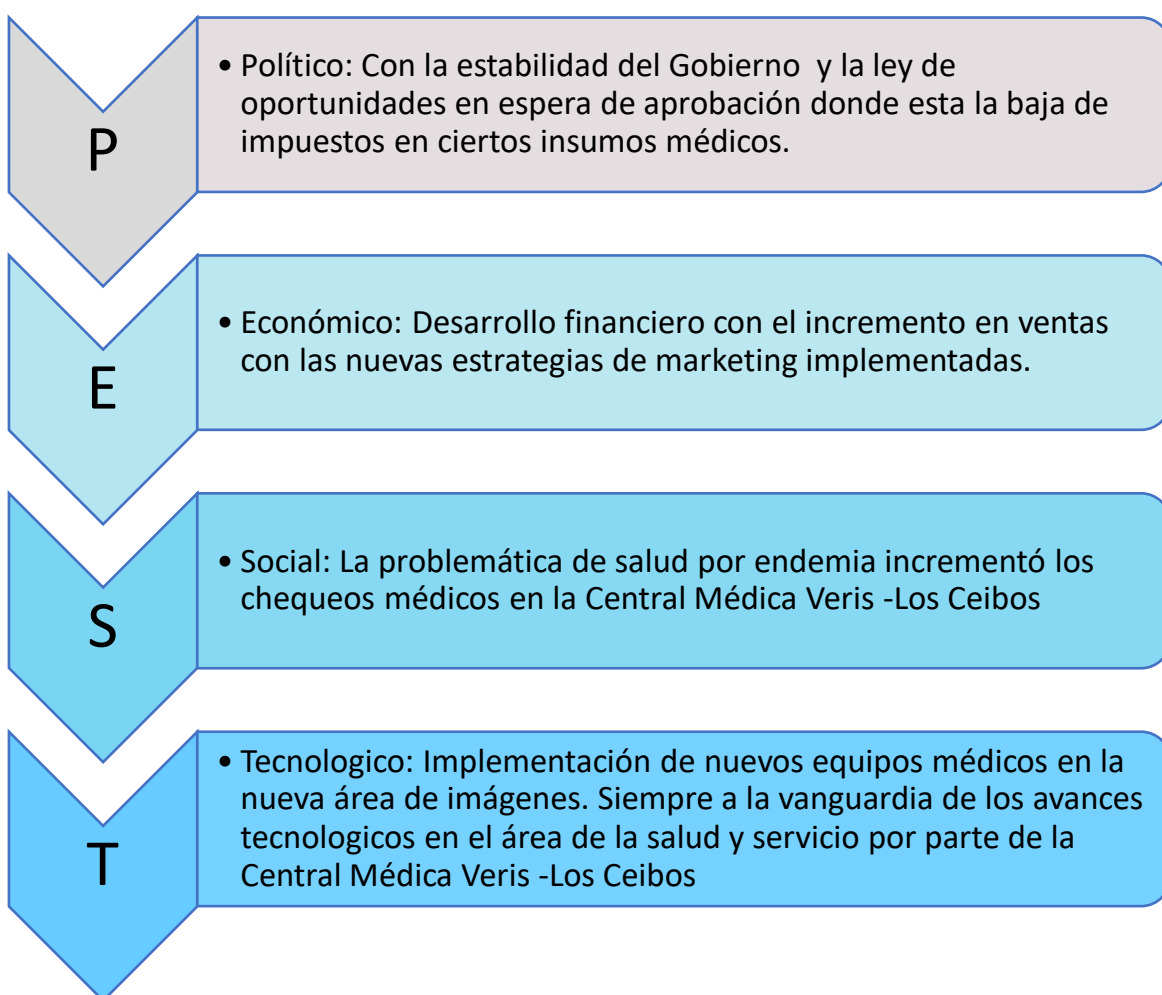 P
• Político: Con la estabilidad del Gobierno  y la ley de
oportunidades en espera de aprobación donde esta la baja de
impuestos en ciertos insumos médicos.
E
• Económico: Desarrollo financiero con el incremento en ventas
con las nuevas estrategias de marketing implementadas.
S
• Social: La problemática de salud por endemia incrementó los
chequeos médicos en la Central Médica Veris -Los Ceibos
T
• Tecnologico: Implementación de nuevos equipos médicos en la
nueva área de imágenes. Siempre a la vanguardia de los avances
tecnologicos en el área de la salud y servicio por parte de la
Central Médica Veris -Los Ceibos